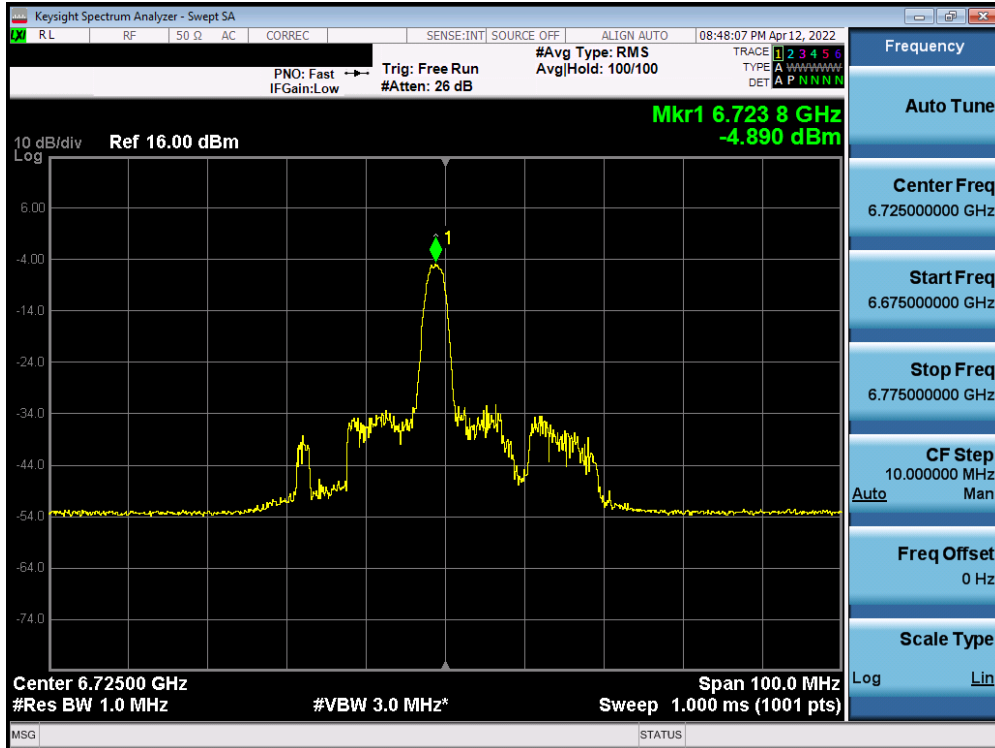 Keysight Spectrum Analyzer - Swept SA
LXI RL RF 50 Ω AC CORREC SENSE:INT SOURCE OFF ALIGN AUTO 08:48:07 PM Apr 12, 2022
PNO: Fast Trig: Free Run #Avg Type: RMS TRACE 1 2 3 4 5 6
IFGain:Low #Atten: 26 dB Avg|Hold: 100/100 TYPE A WWWWW
DET A P N N N N
Mkr1 6.723 8 GHz
-4.890 dBm
10 dB/div Ref 16.00 dBm
Log
1
6.00
-4.00
-14.0
-24.0
-34.0
-44.0
-54.0
-64.0
-74.0
Center 6.72500 GHz Span 100.0 MHz
#Res BW 1.0 MHz #VBW 3.0 MHz* Sweep 1.000 ms (1001 pts)
MSG STATUS
Frequency
Auto Tune
Center Freq
6.725000000 GHz
Start Freq
6.675000000 GHz
Stop Freq
6.775000000 GHz
CF Step
10.000000 MHz
Auto Man
Freq Offset
0 Hz
Scale Type
Log Lin